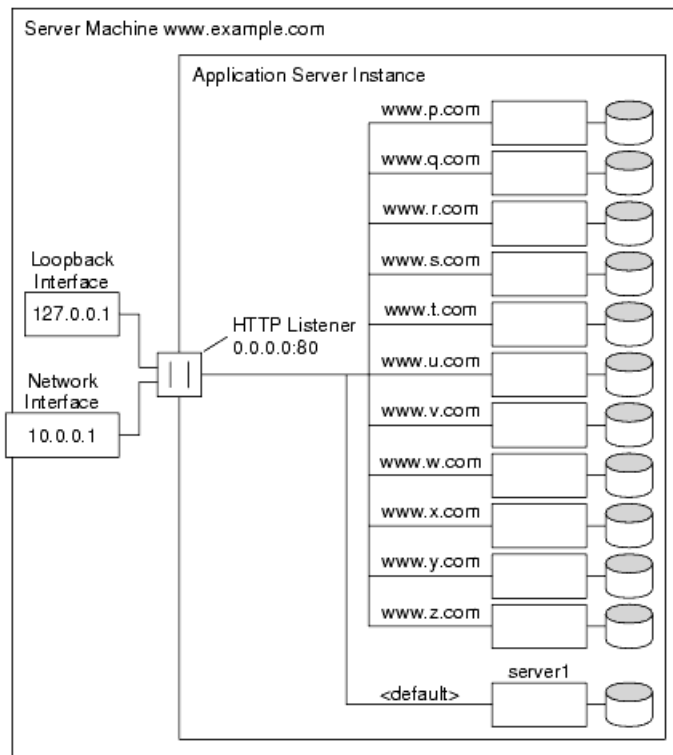 Server Machine www.example.com
Application Server Instance
www.p.com
www.q.com
www.r.com
www.s.com
www.t.com
www.u.com
www.v.com
www.w.com
www.x.com
www.y.com
www.z.com
Loopback
Interface
127.0.0.1
HTTP Listener
0.0.0.0:80
Network
Interface
10.0.0.1
server1
<default>